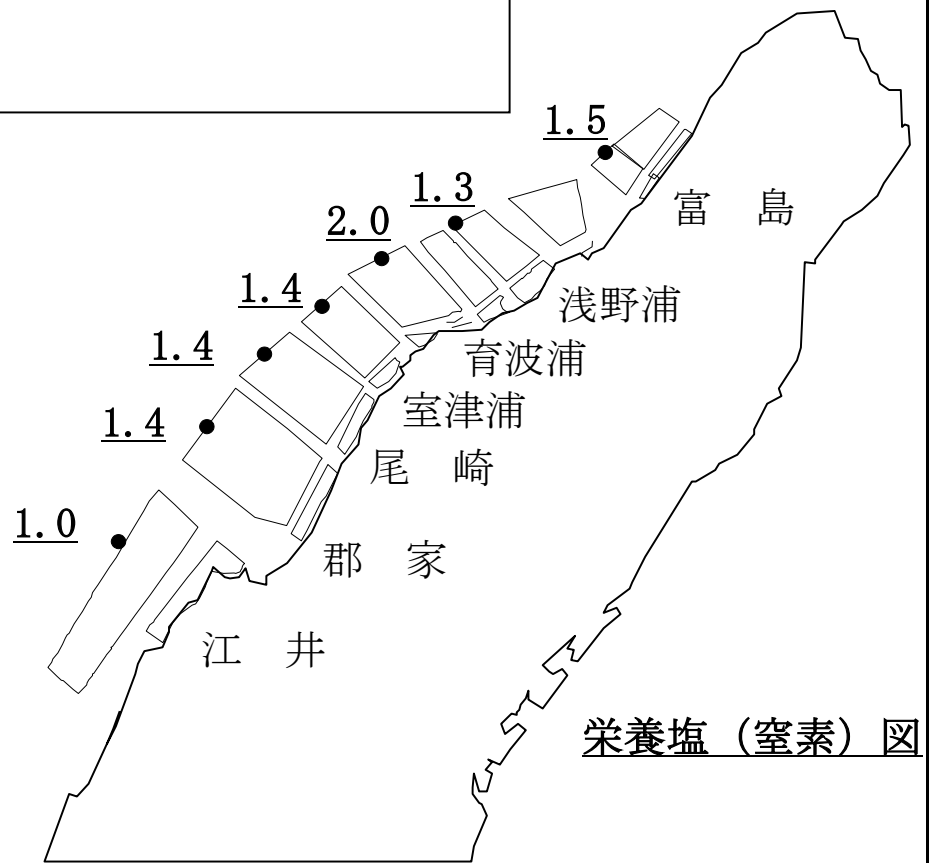 1.5
1.3
富 島
2.0
1.4
浅野浦
1.4
育波浦
1.4
室津浦
尾 崎
1.0
郡 家
江 井
栄養塩（窒素）図